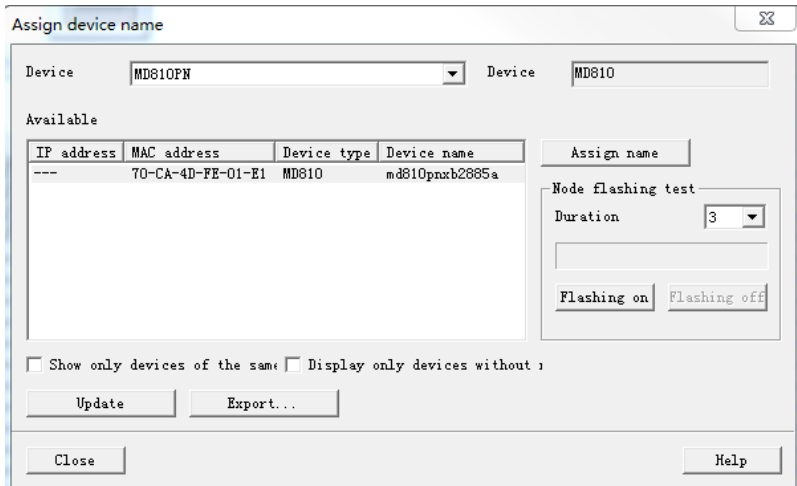 Assign device name
Device MD810PN Device MD810
Available
IP address MAC address Device type Device name
--- 70-CA-4D-FE-01-E1 MD810 md810pnxb2885a
Assign name
Node flashing test
Duration 3
Flashing on Flashing off
Show only devices of the same Display only devices without
Update Export...
Close Help